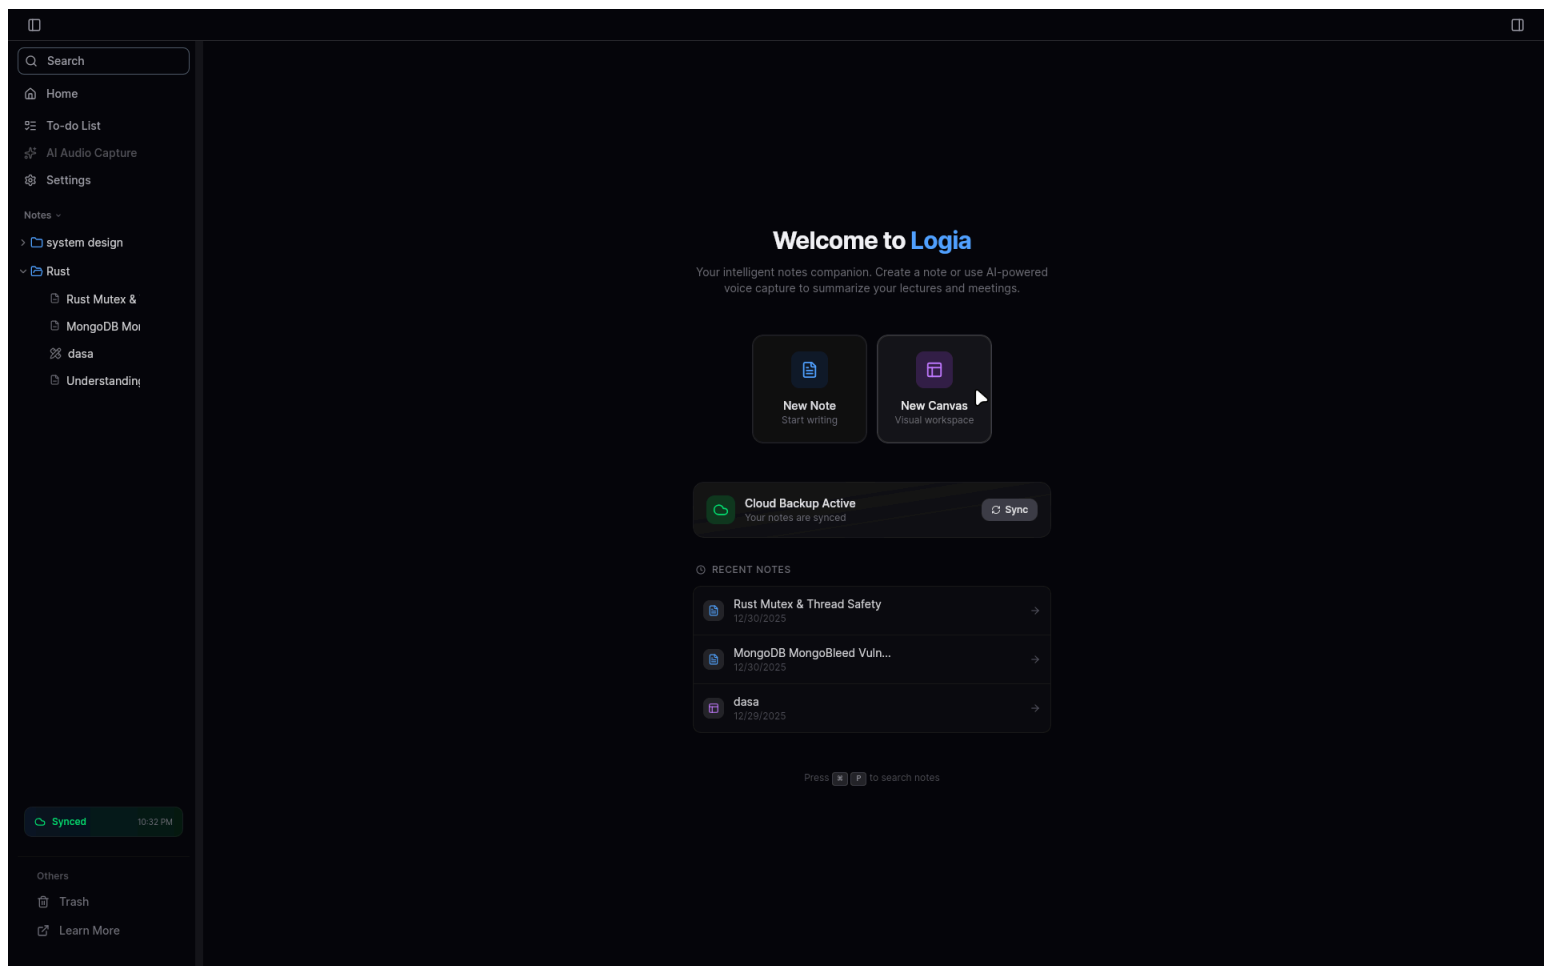 Search
Home
To-do List
AI Audio Capture
Settings
Notes
system design
Rust
Rust Mutex &
MongoDB Mo
dasa
Understanding
Synced 10:32 PM
Others
Trash
Learn More
Welcome to Logia
Your intelligent notes companion. Create a note or use AI-powered
voice capture to summarize your lectures and meetings.
New Note
Start writing
New Canvas
Visual workspace
Cloud Backup Active
Your notes are synced
Sync
RECENT NOTES
Rust Mutex & Thread Safety
12/30/2025
MongoDB MongoBleed Vuln...
12/30/2025
dasa
12/29/2025
Press ⌘ P to search notes